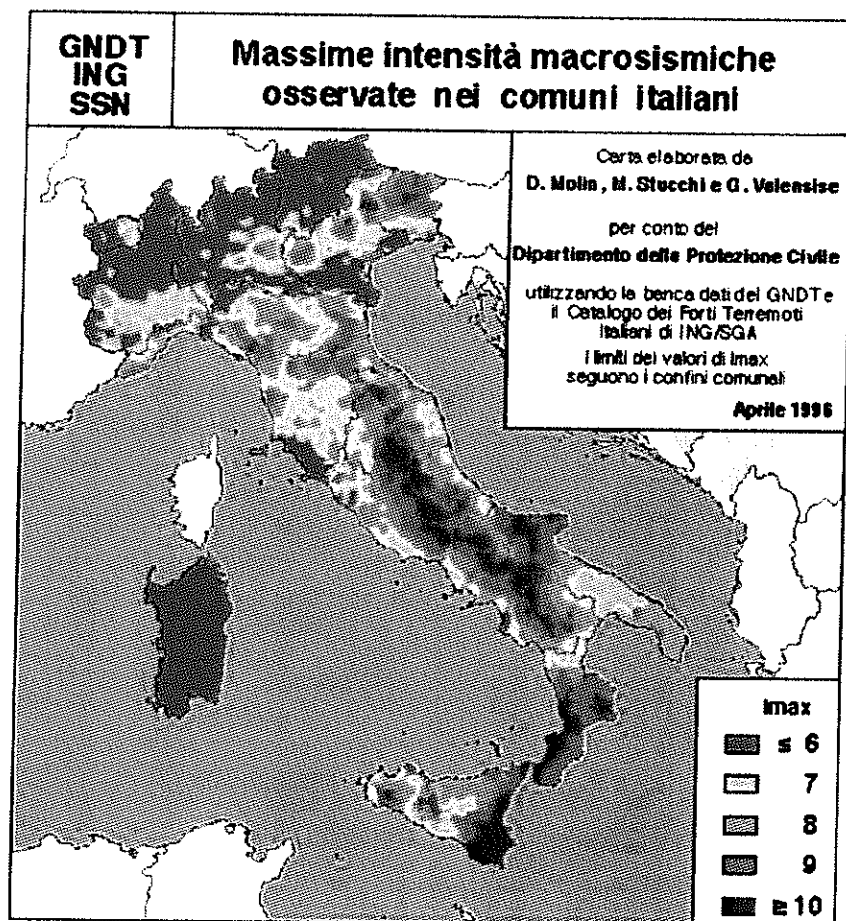 GNDT
ING
SSN
Massime intensità macrosismiche
osservate nei comuni italiani
Carta elaborata da
D. Molin, M. Stucchi e G. Valensise
per conto del
Dipartimento della Protezione Civile
utilizzando la banca dati del GNDT e
il Catalogo dei Forti Terremoti
Italiani di ING/SGA
i limiti dei valori di Imax
seguono i confini comunali
Aprile 1996
Imax
≤ 6
7
8
9
≥ 10